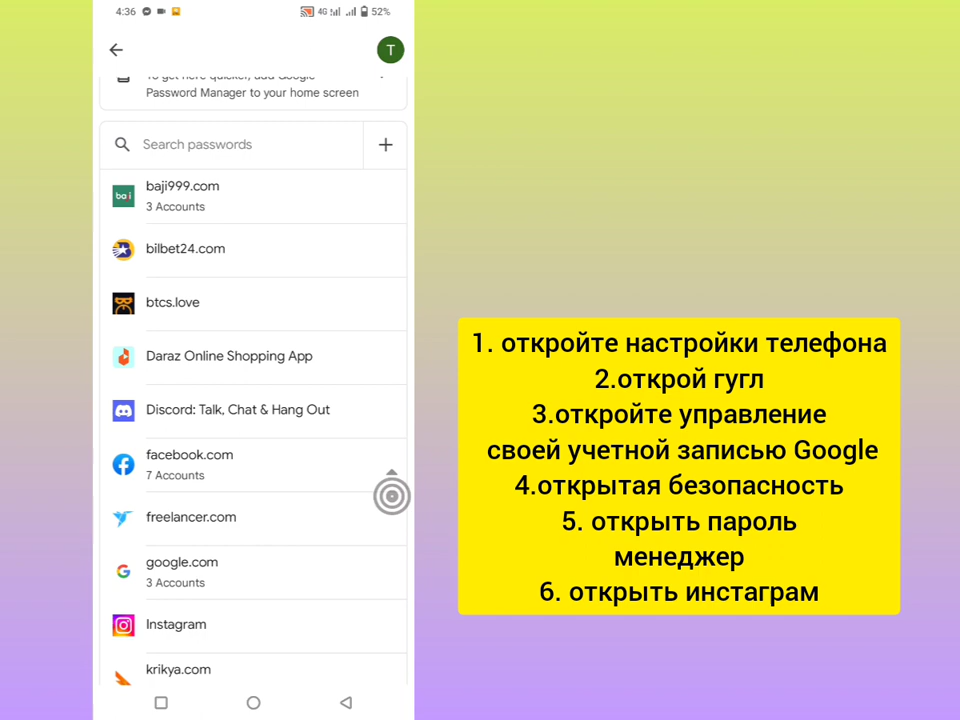 4:36
4G
52%
T
To get here quicker, add Google
Password Manager to your home screen
Search passwords
baj
baji999.com
3 Accounts
bilbet24.com
btcs.love
Daraz Online Shopping App
Discord: Talk, Chat & Hang Out
facebook.com
7 Accounts
freelancer.com
google.com
3 Accounts
Instagram
krikya.com
1. откройте настройки телефона
2.открой гугл
3.откройте управление
своей учетной записью Google
4.открытая безопасность
5. открыть пароль
менеджер
6. открыть инстаграм